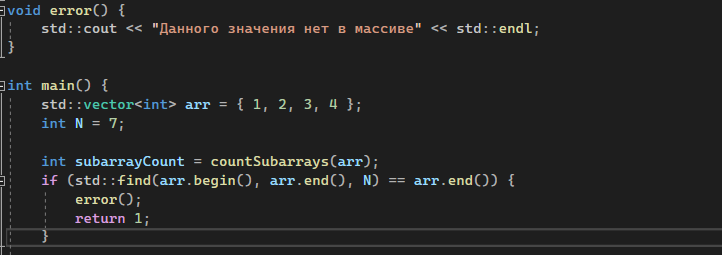 void error() {
    std::cout << "Данного значения нет в массиве" << std::endl;
}
int main() {
    std::vector<int> arr = { 1, 2, 3, 4 };
    int N = 7;
    int subarrayCount = countSubarrays(arr);
    if (std::find(arr.begin(), arr.end(), N) == arr.end()) {
        error();
        return 1;
    }